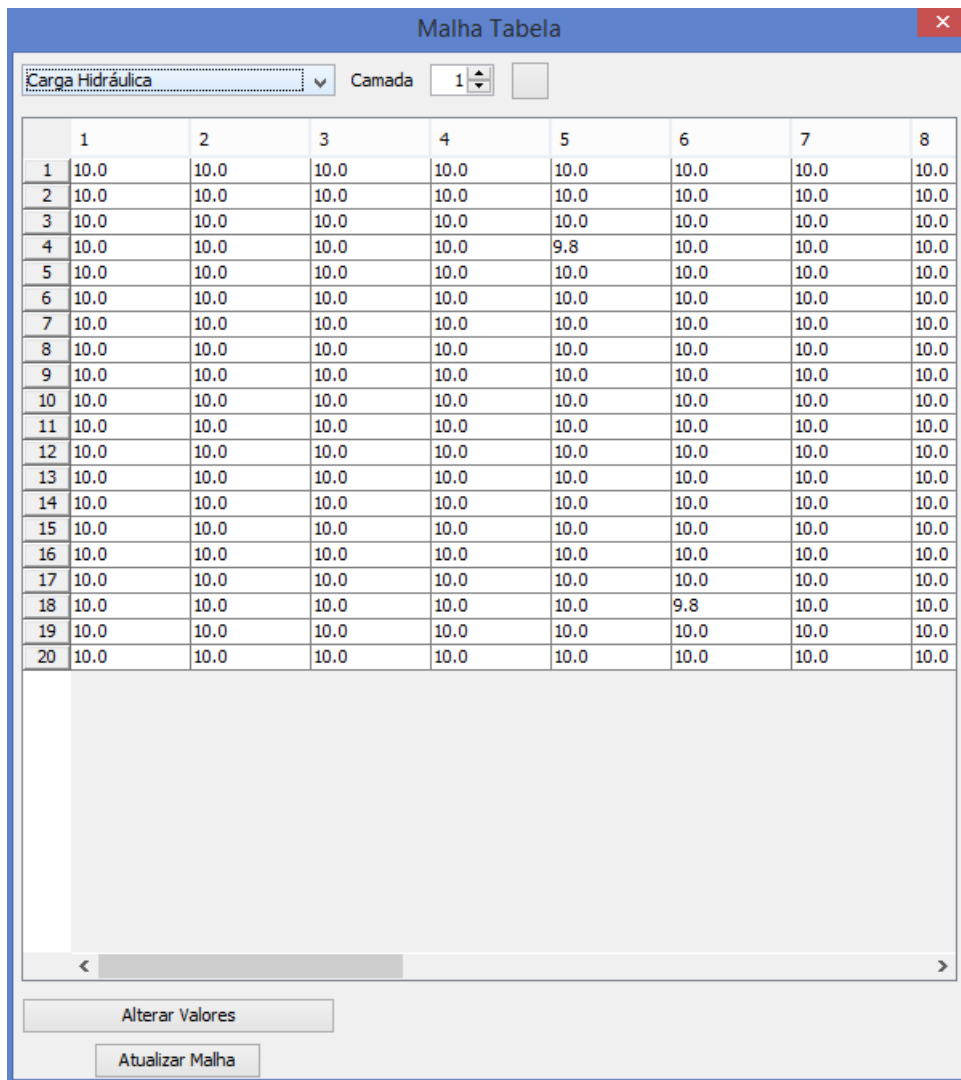 Malha Tabela
Carga Hidráulica Camada 1
1 2 3 4 5 6 7 8
1 10.0 10.0 10.0 10.0 10.0 10.0 10.0 10.0
2 10.0 10.0 10.0 10.0 10.0 10.0 10.0 10.0
3 10.0 10.0 10.0 10.0 10.0 10.0 10.0 10.0
4 10.0 10.0 10.0 10.0 9.8 10.0 10.0 10.0
5 10.0 10.0 10.0 10.0 10.0 10.0 10.0 10.0
6 10.0 10.0 10.0 10.0 10.0 10.0 10.0 10.0
7 10.0 10.0 10.0 10.0 10.0 10.0 10.0 10.0
8 10.0 10.0 10.0 10.0 10.0 10.0 10.0 10.0
9 10.0 10.0 10.0 10.0 10.0 10.0 10.0 10.0
10 10.0 10.0 10.0 10.0 10.0 10.0 10.0 10.0
11 10.0 10.0 10.0 10.0 10.0 10.0 10.0 10.0
12 10.0 10.0 10.0 10.0 10.0 10.0 10.0 10.0
13 10.0 10.0 10.0 10.0 10.0 10.0 10.0 10.0
14 10.0 10.0 10.0 10.0 10.0 10.0 10.0 10.0
15 10.0 10.0 10.0 10.0 10.0 10.0 10.0 10.0
16 10.0 10.0 10.0 10.0 10.0 10.0 10.0 10.0
17 10.0 10.0 10.0 10.0 10.0 10.0 10.0 10.0
18 10.0 10.0 10.0 10.0 10.0 9.8 10.0 10.0
19 10.0 10.0 10.0 10.0 10.0 10.0 10.0 10.0
20 10.0 10.0 10.0 10.0 10.0 10.0 10.0 10.0
Alterar Valores
Atualizar Malha